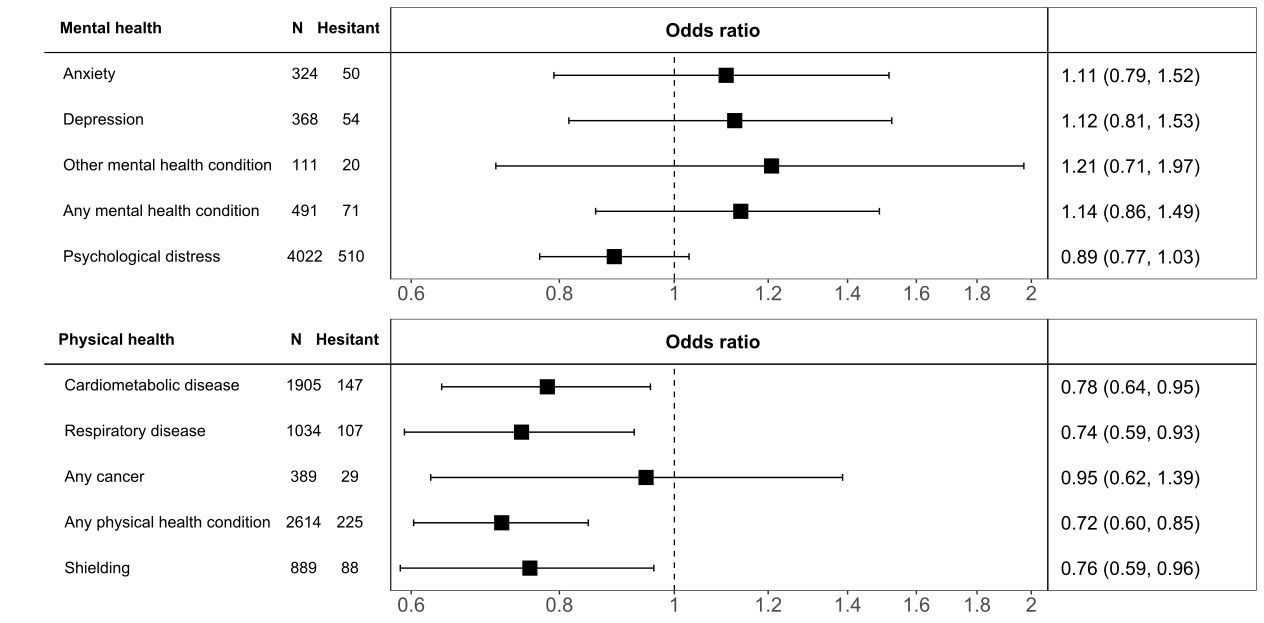 Mental health N Hesitant Odds ratio
Anxiety 324 50 1.11 (0.79, 1.52)
Depression 368 54 1.12 (0.81, 1.53)
Other mental health condition 111 20 1.21 (0.71, 1.97)
Any mental health condition 491 71 1.14 (0.86, 1.49)
Psychological distress 4022 510 0.89 (0.77, 1.03)
0.6 0.8 1 1.2 1.4 1.6 1.8 2
Physical health N Hesitant Odds ratio
Cardiometabolic disease 1905 147 0.78 (0.64, 0.95)
Respiratory disease 1034 107 0.74 (0.59, 0.93)
Any cancer 389 29 0.95 (0.62, 1.39)
Any physical health condition 2614 225 0.72 (0.60, 0.85)
Shielding 889 88 0.76 (0.59, 0.96)
0.6 0.8 1 1.2 1.4 1.6 1.8 2